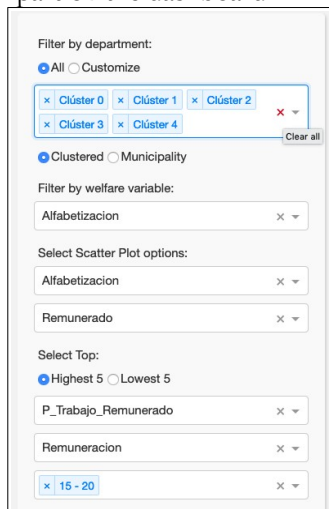 Filter by department:
All Customize
× Clúster 0 × Clúster 1 × Clúster 2
× Clúster 3 × Clúster 4
Clear all
Clustered Municipality
Filter by welfare variable:
Alfabetizacion
Select Scatter Plot options:
Alfabetizacion
Remunerado
Select Top:
Highest 5 Lowest 5
P_Trabajo_Remunerado
Remuneracion
× 15 - 20